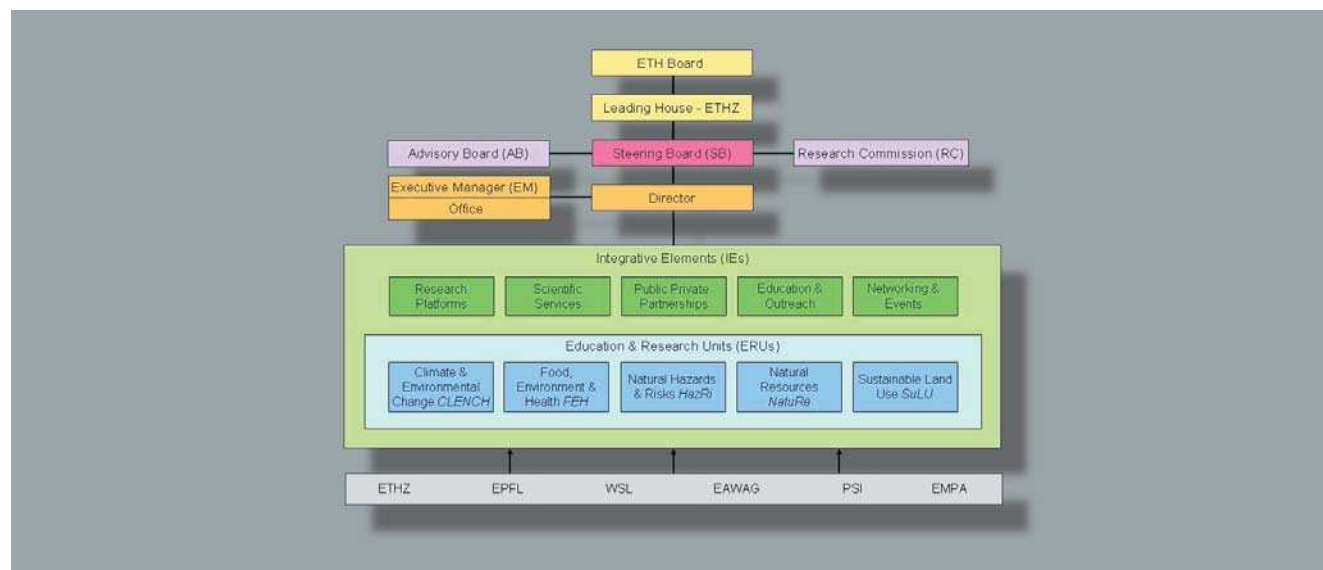 ETH Board
Leading House - ETHZ
Advisory Board (AB)
Steering Board (SB)
Research Commission (RC)
Executive Manager (EM)
Office
Director
Integrative Elements (IEs)
Research
Platforms
Scientific
Services
Public Private
Partnerships
Education &
Outreach
Networking &
Events
Education & Research Units (ERUs)
Climate &
Environmental
Change CLENCH
Food,
Environment &
Health FEH
Natural Hazards
& Risks HazRi
Natural
Resources
NatuRe
Sustainable Land
Use SuLU
ETHZ EPFL WSL EAWAG PSI EMPA